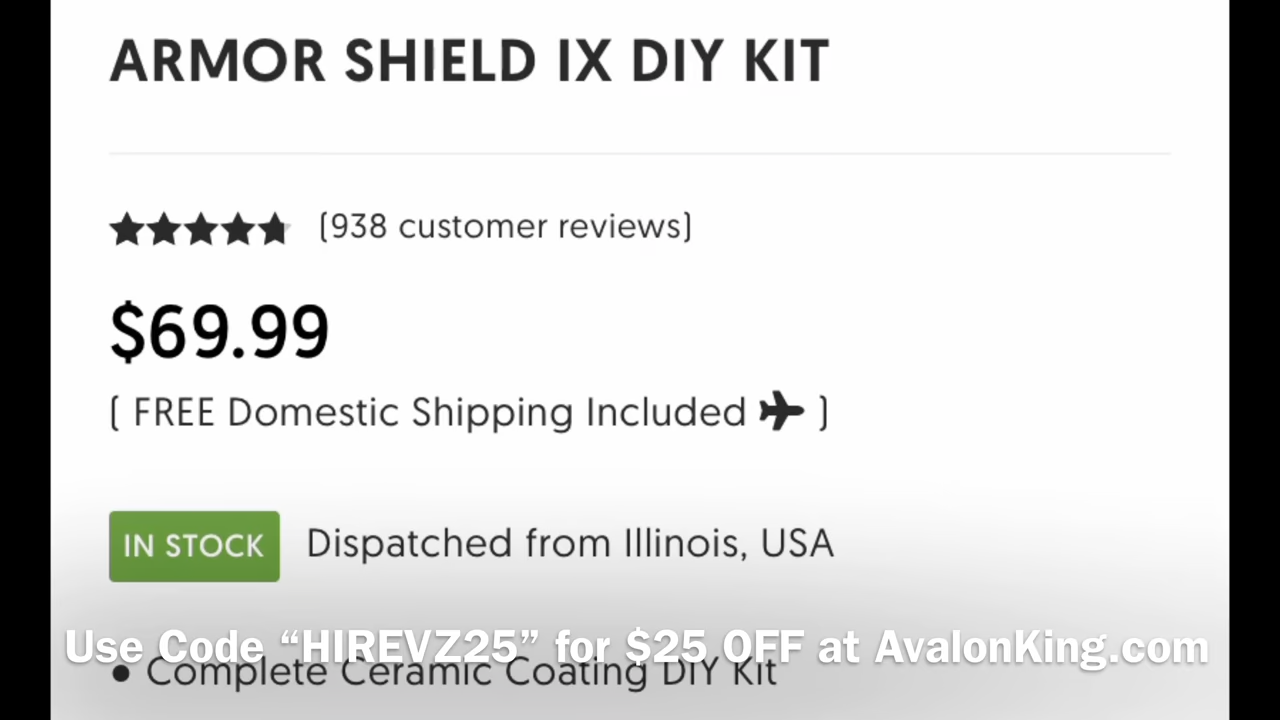 ARMOR SHIELD IX DIY KIT
(938 customer reviews)
$69.99
( FREE Domestic Shipping Included )
IN STOCK Dispatched from Illinois, USA
Use Code “HIREVZ25” for $25 OFF at AvalonKing.com
• Complete Ceramic Coating DIY Kit